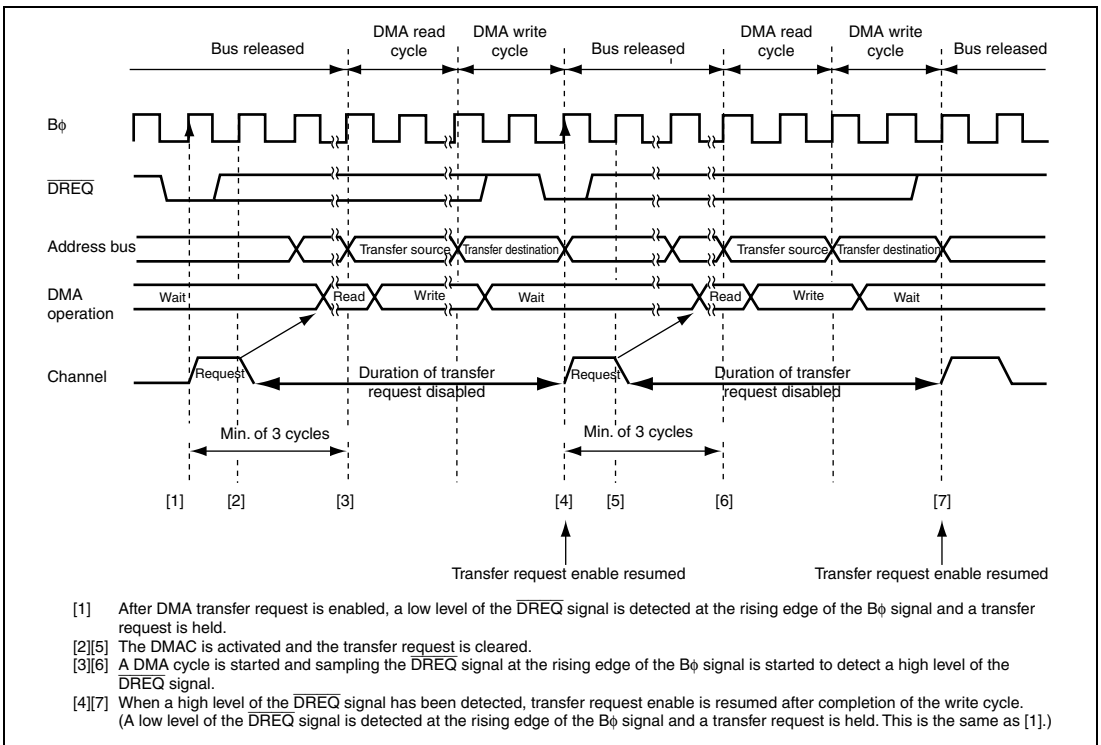 Bus released DMA read cycle DMA write cycle Bus released DMA read cycle DMA write cycle Bus released
Bφ
DREQ
Address bus Transfer source Transfer destination Transfer source Transfer destination
DMA operation Wait Read Write Wait Read Write Wait
Channel Request Duration of transfer request disabled Request Duration of transfer request disabled
Min. of 3 cycles Min. of 3 cycles
[1] [2] [3] [4] [5] [6] [7]
Transfer request enable resumed Transfer request enable resumed
[1] After DMA transfer request is enabled, a low level of the DREQ signal is detected at the rising edge of the Bφ signal and a transfer
request is held.
[2][5] The DMAC is activated and the transfer request is cleared.
[3][6] A DMA cycle is started and sampling the DREQ signal at the rising edge of the Bφ signal is started to detect a high level of the
DREQ signal.
[4][7] When a high level of the DREQ signal has been detected, transfer request enable is resumed after completion of the write cycle.
(A low level of the DREQ signal is detected at the rising edge of the Bφ signal and a transfer request is held. This is the same as [1].)